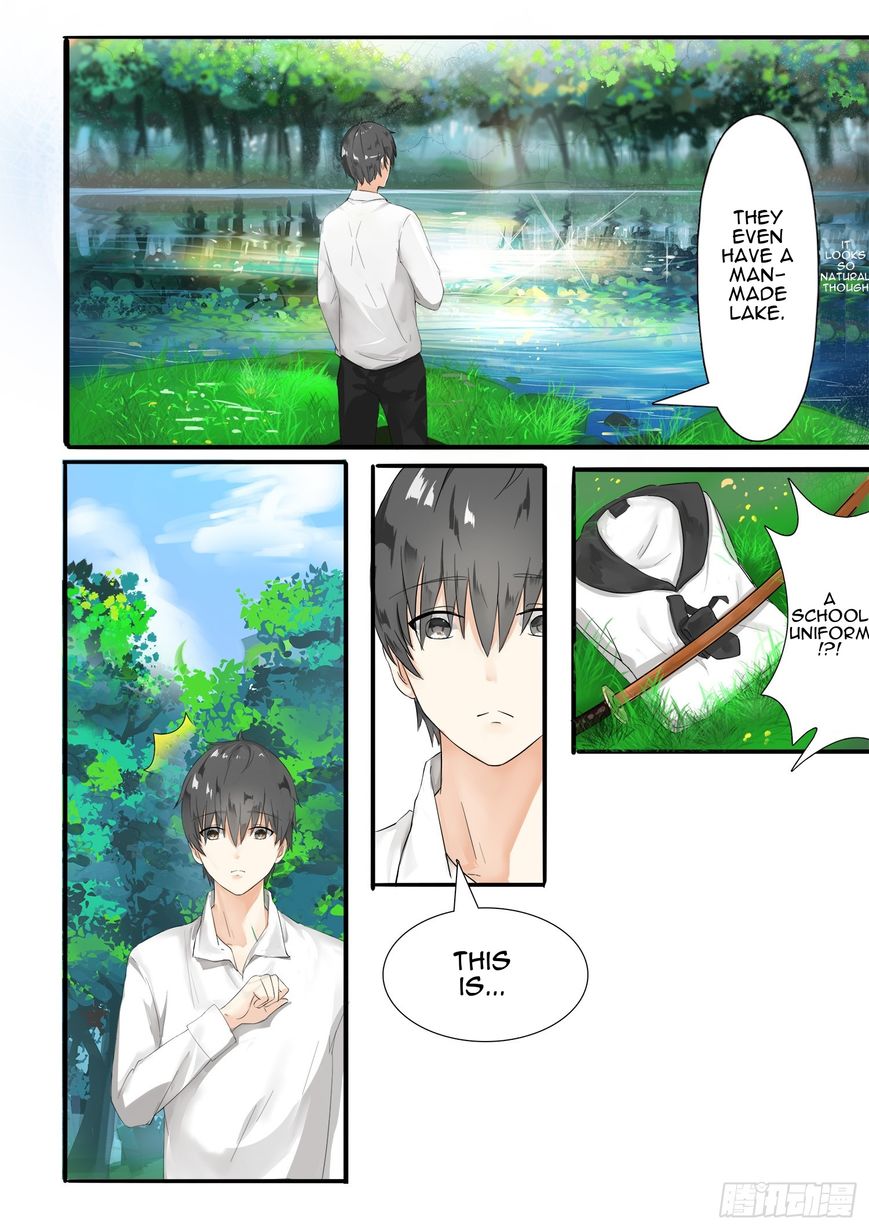 THEY
EVEN
HAVE A
MAN-
MADE
LAKE.
IT
LOOKS
SO
NATURAL
THOUGH
THIS
IS...
A
SCHOOL
UNIFORM
!?!
腾讯动漫